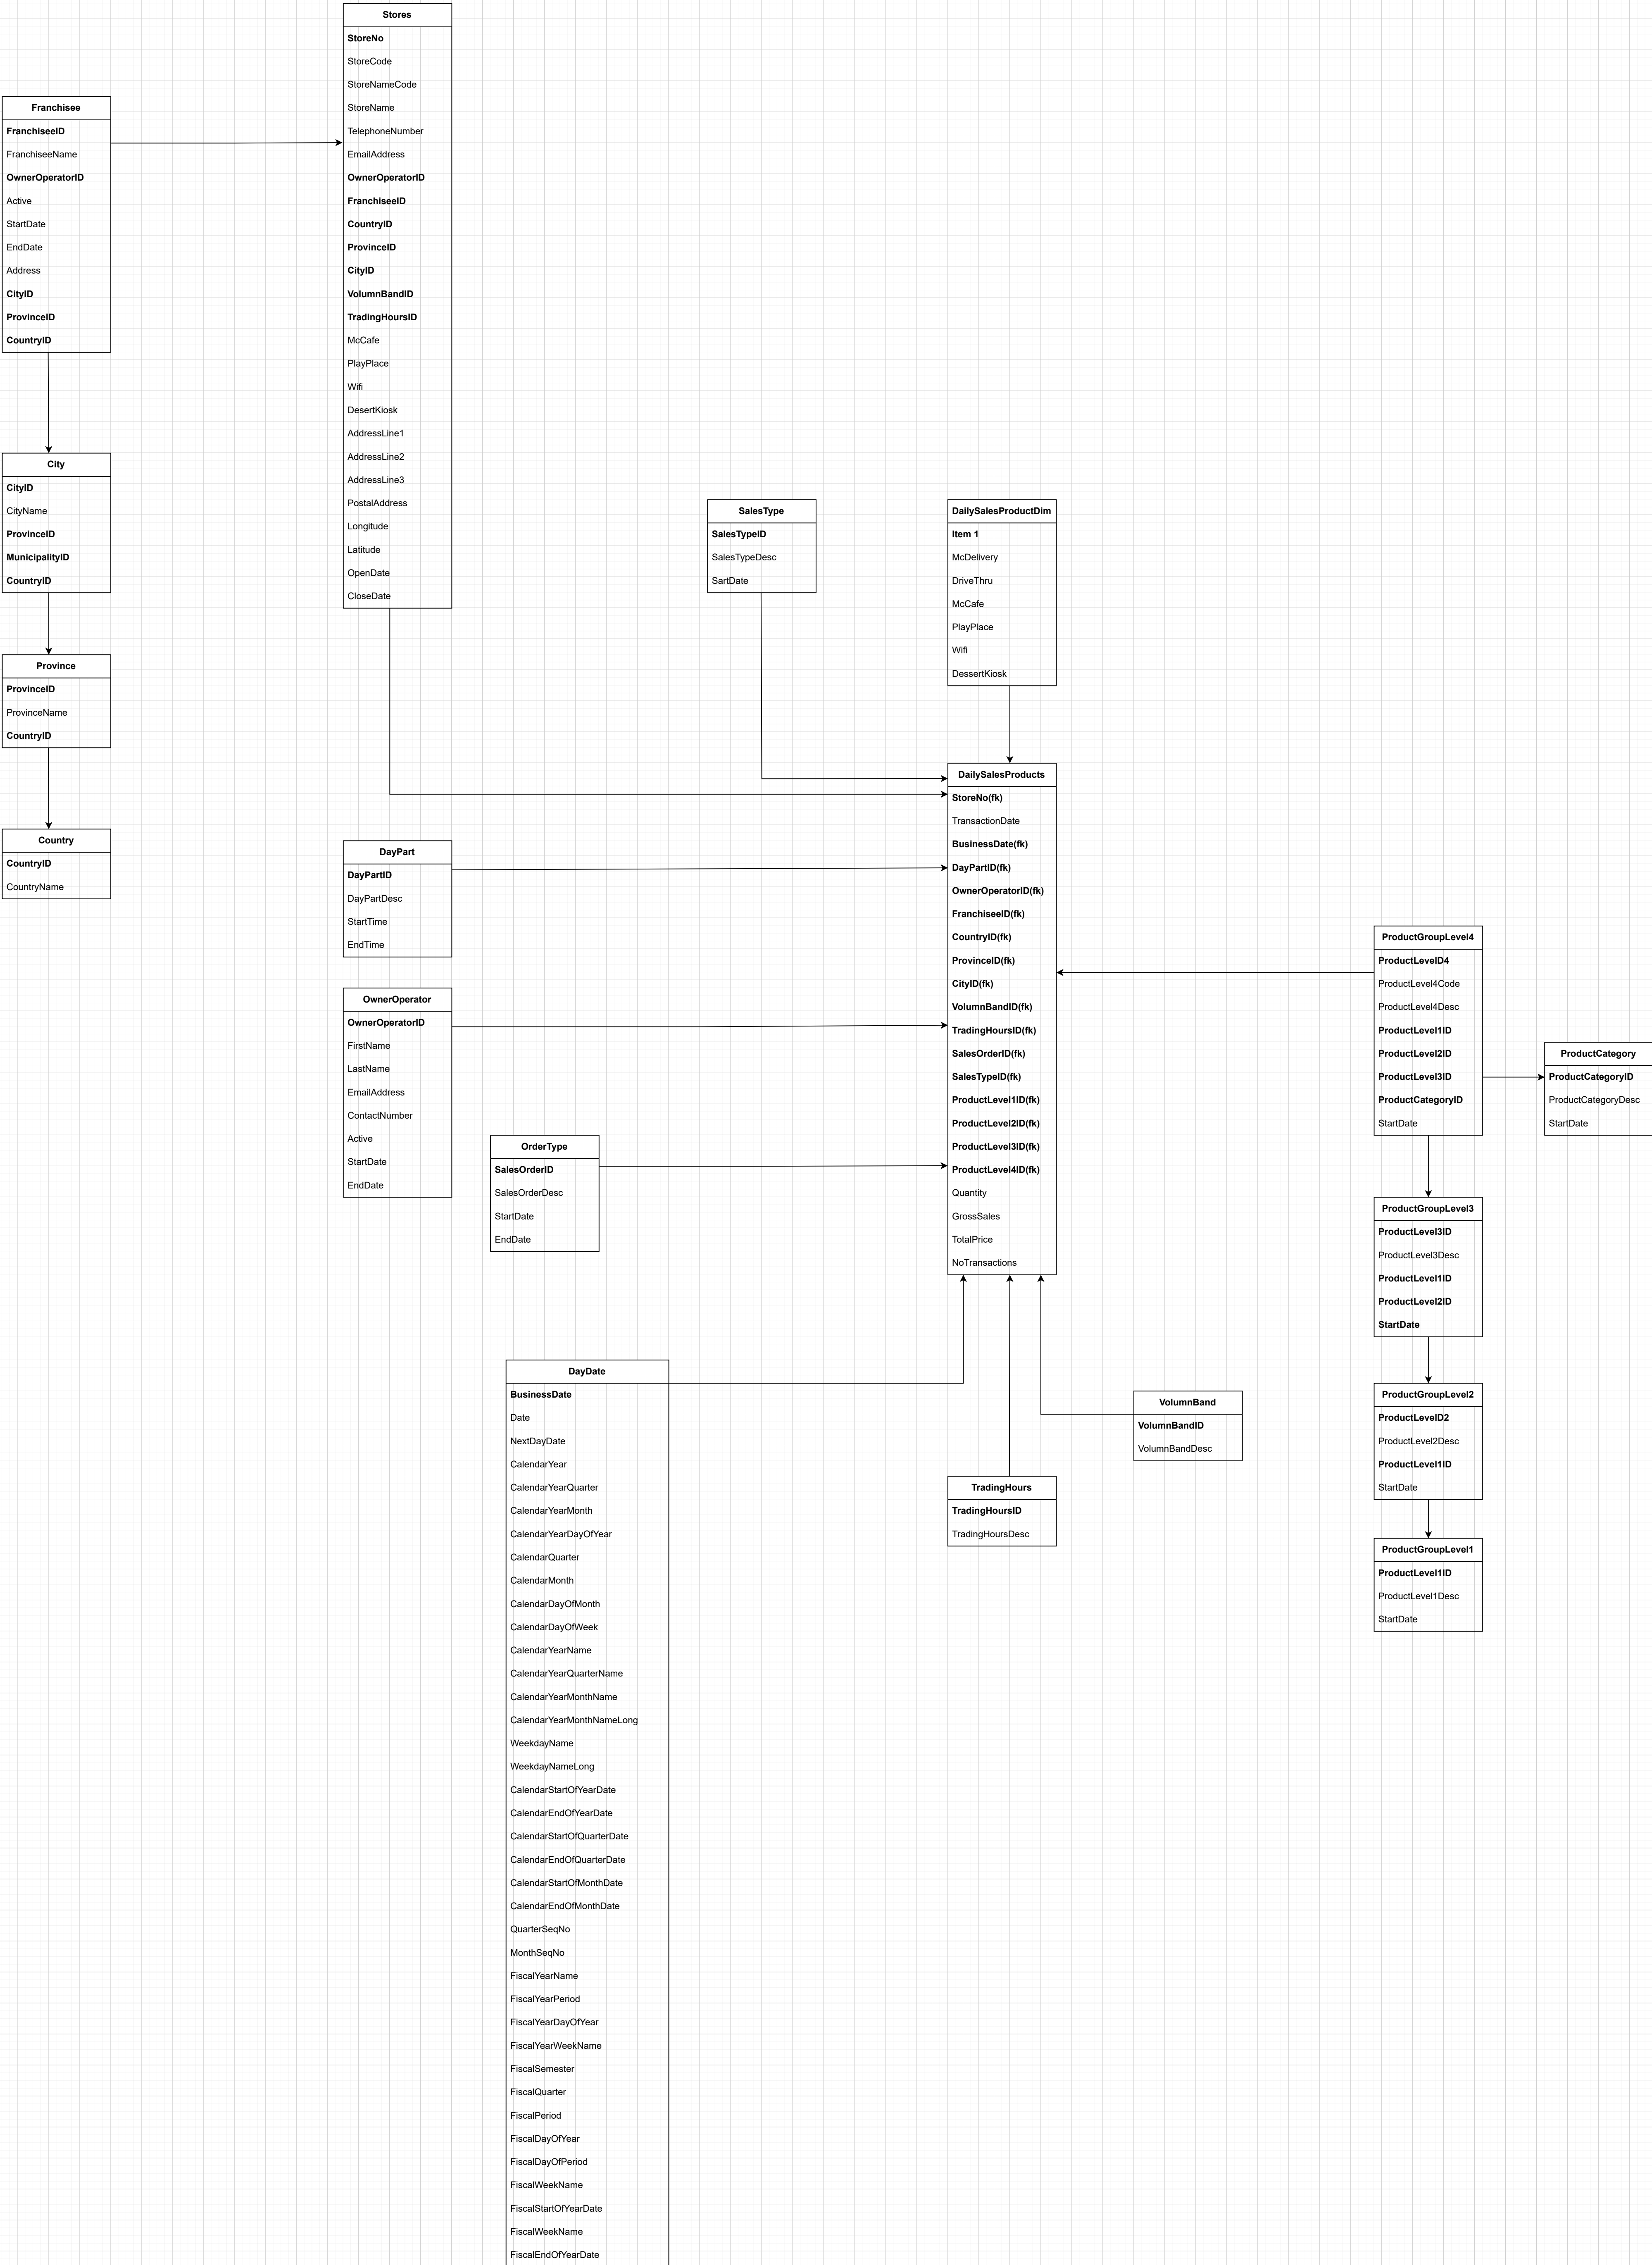 Stores
StoreNo
StoreCode
StoreNameCode
StoreName
TelephoneNumber
EmailAddress
OwnerOperatorID
FranchiseeID
CountryID
ProvinceID
CityID
VolumnBandID
TradingHoursID
McCafe
PlayPlace
Wifi
DesertKiosk
AddressLine1
AddressLine2
AddressLine3
PostalAddress
Longitude
Latitude
OpenDate
CloseDate
Franchisee
FranchiseeID
FranchiseeName
OwnerOperatorID
Active
StartDate
EndDate
Address
CityID
ProvinceID
CountryID
City
CityID
CityName
ProvinceID
MunicipalityID
CountryID
Province
ProvinceID
ProvinceName
CountryID
Country
CountryID
CountryName
SalesType
SalesTypeID
SalesTypeDesc
SartDate
DailySalesProductDim
Item 1
McDelivery
DriveThru
McCafe
PlayPlace
Wifi
DessertKiosk
DailySalesProducts
StoreNo(fk)
TransactionDate
BusinessDate(fk)
DayPartID(fk)
OwnerOperatorID(fk)
FranchiseeID(fk)
CountryID(fk)
ProvinceID(fk)
CityID(fk)
VolumnBandID(fk)
TradingHoursID(fk)
SalesOrderID(fk)
SalesTypeID(fk)
ProductLevel1ID(fk)
ProductLevel2ID(fk)
ProductLevel3ID(fk)
ProductLevel4ID(fk)
Quantity
GrossSales
TotalPrice
NoTransactions
DayPart
DayPartID
DayPartDesc
StartTime
EndTime
OwnerOperator
OwnerOperatorID
FirstName
LastName
EmailAddress
ContactNumber
Active
StartDate
EndDate
OrderType
SalesOrderID
SalesOrderDesc
StartDate
EndDate
ProductGroupLevel4
ProductLevelID4
ProductLevel4Code
ProductLevel4Desc
ProductLevel1ID
ProductLevel2ID
ProductLevel3ID
ProductCategoryID
StartDate
ProductCategory
ProductCategoryID
ProductCategoryDesc
StartDate
ProductGroupLevel3
ProductLevel3ID
ProductLevel3Desc
ProductLevel1ID
ProductLevel2ID
StartDate
ProductGroupLevel2
ProductLevelID2
ProductLevel2Desc
ProductLevel1ID
StartDate
ProductGroupLevel1
ProductLevel1ID
ProductLevel1Desc
StartDate
VolumnBand
VolumnBandID
VolumnBandDesc
TradingHours
TradingHoursID
TradingHoursDesc
DayDate
BusinessDate
Date
NextDayDate
CalendarYear
CalendarYearQuarter
CalendarYearMonth
CalendarYearDayOfYear
CalendarQuarter
CalendarMonth
CalendarDayOfMonth
CalendarDayOfWeek
CalendarYearName
CalendarYearQuarterName
CalendarYearMonthName
CalendarYearMonthNameLong
WeekdayName
WeekdayNameLong
CalendarStartOfYearDate
CalendarEndOfYearDate
CalendarStartOfQuarterDate
CalendarEndOfQuarterDate
CalendarStartOfMonthDate
CalendarEndOfMonthDate
QuarterSeqNo
MonthSeqNo
FiscalYearName
FiscalYearPeriod
FiscalYearDayOfYear
FiscalYearWeekName
FiscalSemester
FiscalQuarter
FiscalPeriod
FiscalDayOfYear
FiscalDayOfPeriod
FiscalWeekName
FiscalStartOfYearDate
FiscalWeekName
FiscalEndOfYearDate